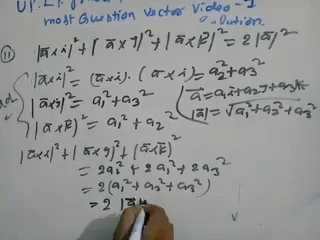 most Question vector Video - 1
Solution.
(11) |a̅×i|² + |a̅×j|² + |a̅×k̅|² = 2|a̅|²
|a̅×i|² = (a̅×i).(a̅×i) = a₂² + a₃²
|a̅×j|² = a₁² + a₃²
|a̅×k̅|² = a₁² + a₂²
a̅ = a₁i + a₂j + a₃k
|a̅| = √a₁² + a₂² + a₃²
|a̅×i|² + |a̅×j|² + |a̅×k̅|²
= 2a₁² + 2a₂² + 2a₃²
= 2(a₁² + a₂² + a₃²)
= 2 |a̅